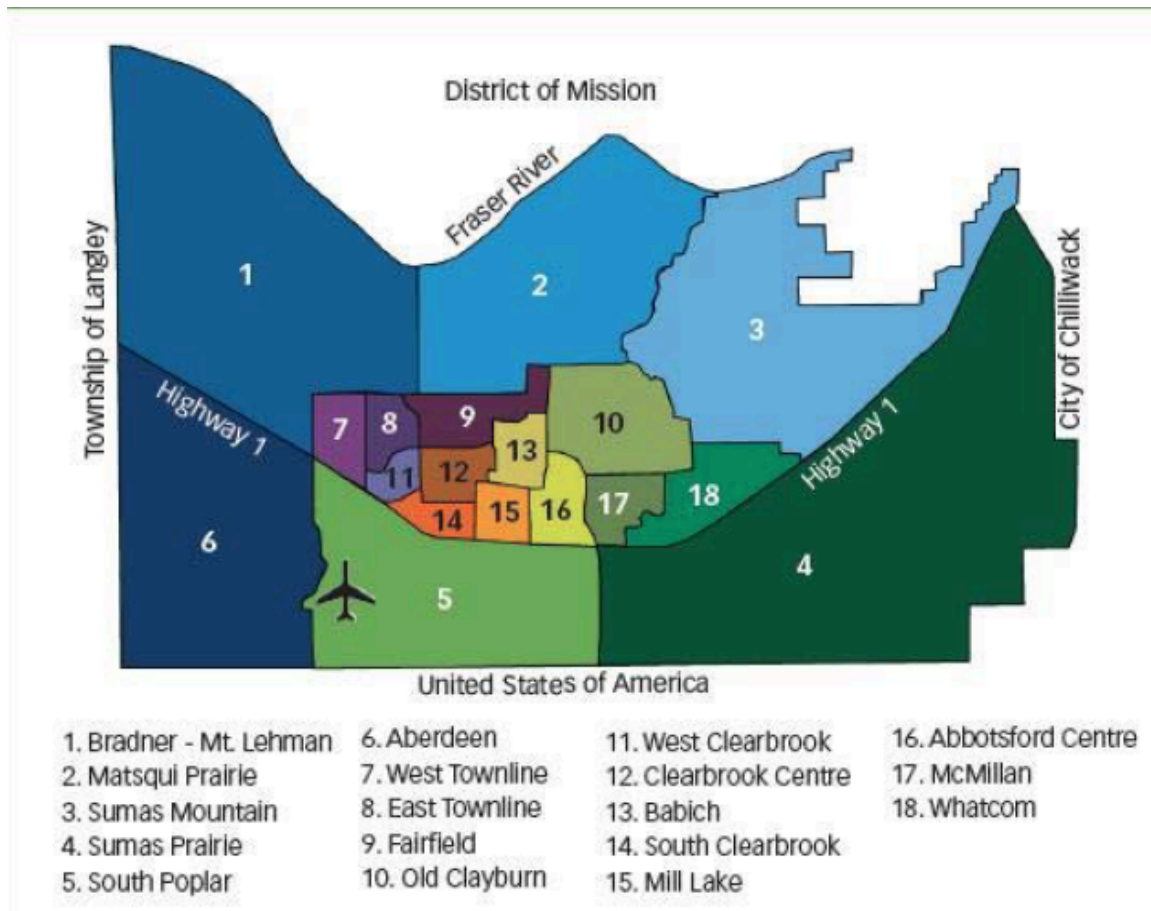 District of Mission
Fraser River
Township of Langley
1
2
3
City of Chilliwack
Highway 1
7
8
9
10
13
11
12
Highway 1
14
15
16
17
18
6
5
4
United States of America
1. Bradner - Mt. Lehman
2. Matsqui Prairie
3. Sumas Mountain
4. Sumas Prairie
5. South Poplar
6. Aberdeen
7. West Townline
8. East Townline
9. Fairfield
10. Old Clayburn
11. West Clearbrook
12. Clearbrook Centre
13. Babich
14. South Clearbrook
15. Mill Lake
16. Abbotsford Centre
17. McMillan
18. Whatcom